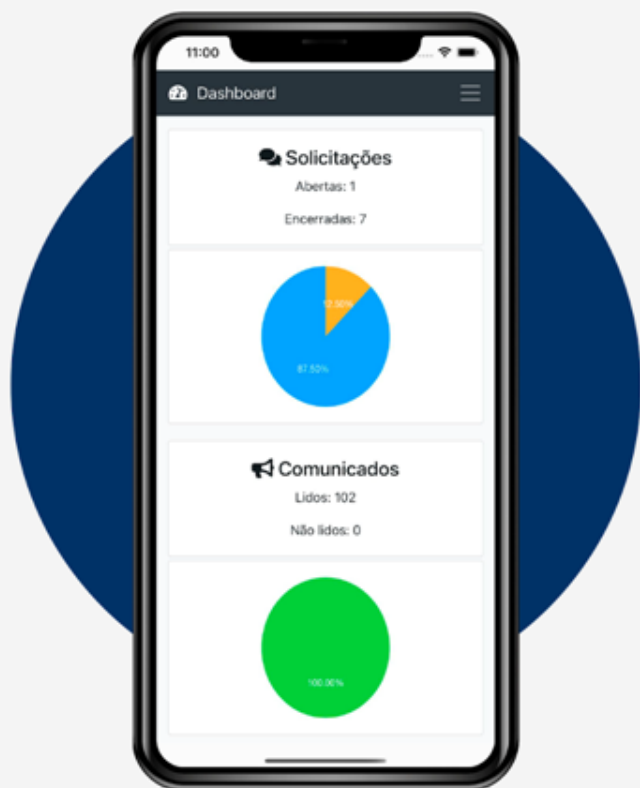 11:00
Dashboard
Solicitações
Abertas: 1
Encerradas: 7
12.50%
87.50%
Comunicados
Lidos: 102
Não lidos: 0
100.00%